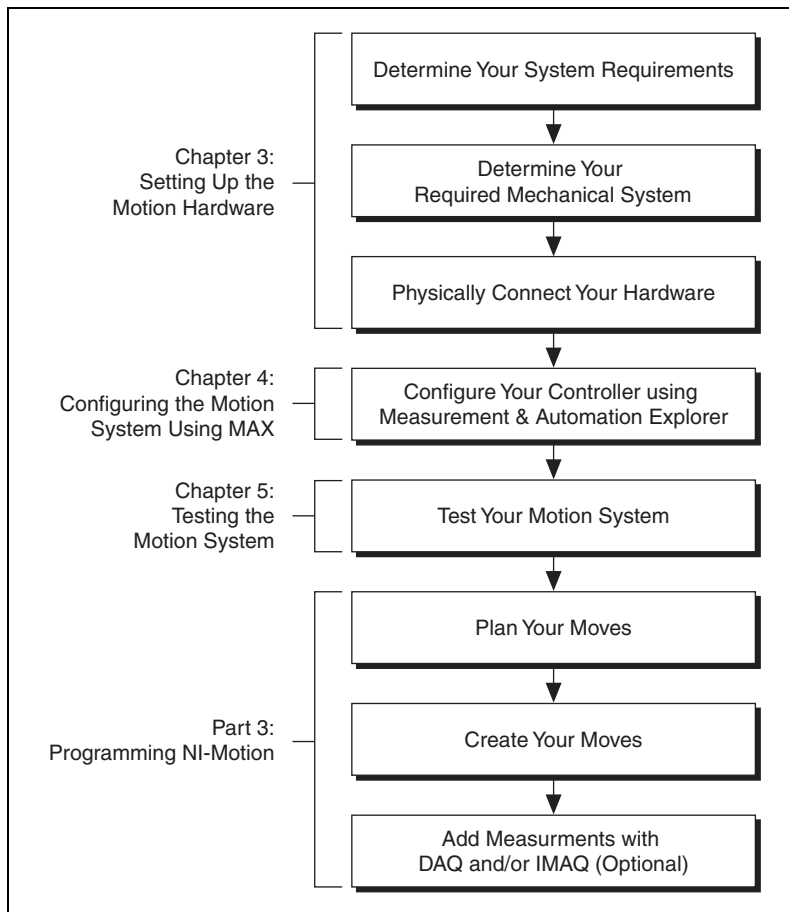 Determine Your System Requirements
Chapter 3:
Setting Up the
Motion Hardware
Determine Your
Required Mechanical System
Physically Connect Your Hardware
Chapter 4:
Configuring the Motion
System Using MAX
Configure Your Controller using
Measurement & Automation Explorer
Chapter 5:
Testing the
Motion System
Test Your Motion System
Plan Your Moves
Part 3:
Programming NI-Motion
Create Your Moves
Add Measurments with
DAQ and/or IMAQ (Optional)